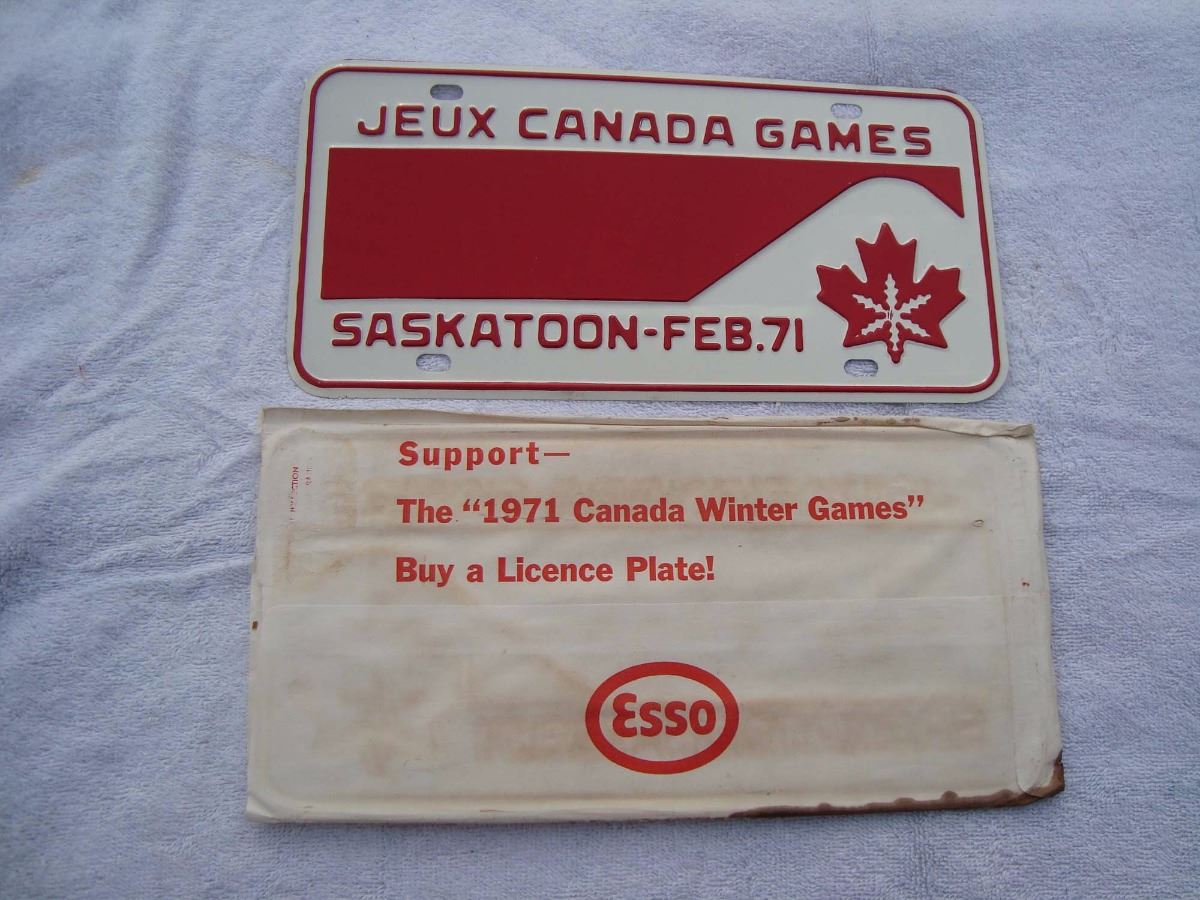 JEUX CANADA GAMES
SASKATOON-FEB.71
Support—
The "1971 Canada Winter Games"
Buy a Licence Plate!
Esso